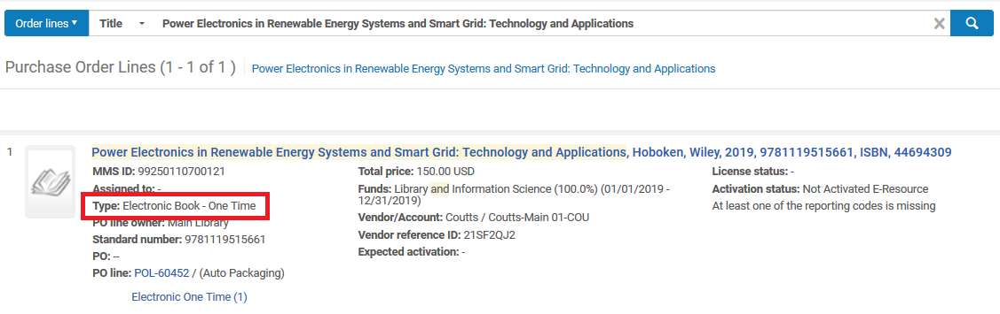 Order lines Title Power Electronics in Renewable Energy Systems and Smart Grid: Technology and Applications
Purchase Order Lines (1 - 1 of 1 ) Power Electronics in Renewable Energy Systems and Smart Grid: Technology and Applications
1 Power Electronics in Renewable Energy Systems and Smart Grid: Technology and Applications, Hoboken, Wiley, 2019, 9781119515661, ISBN, 44694309
MMS ID: 99250110700121
Assigned to: -
Type: Electronic Book - One Time
PO line owner: Main Library
Standard number: 9781119515661
PO: --
PO line: POL-60452 / (Auto Packaging)
Electronic One Time (1)
Total price: 150.00 USD
Funds: Library and Information Science (100.0%) (01/01/2019 -
12/31/2019)
Vendor/Account: Coutts / Coutts-Main 01-COU
Vendor reference ID: 21SF2QJ2
Expected activation: -
License status: -
Activation status: Not Activated E-Resource
At least one of the reporting codes is missing